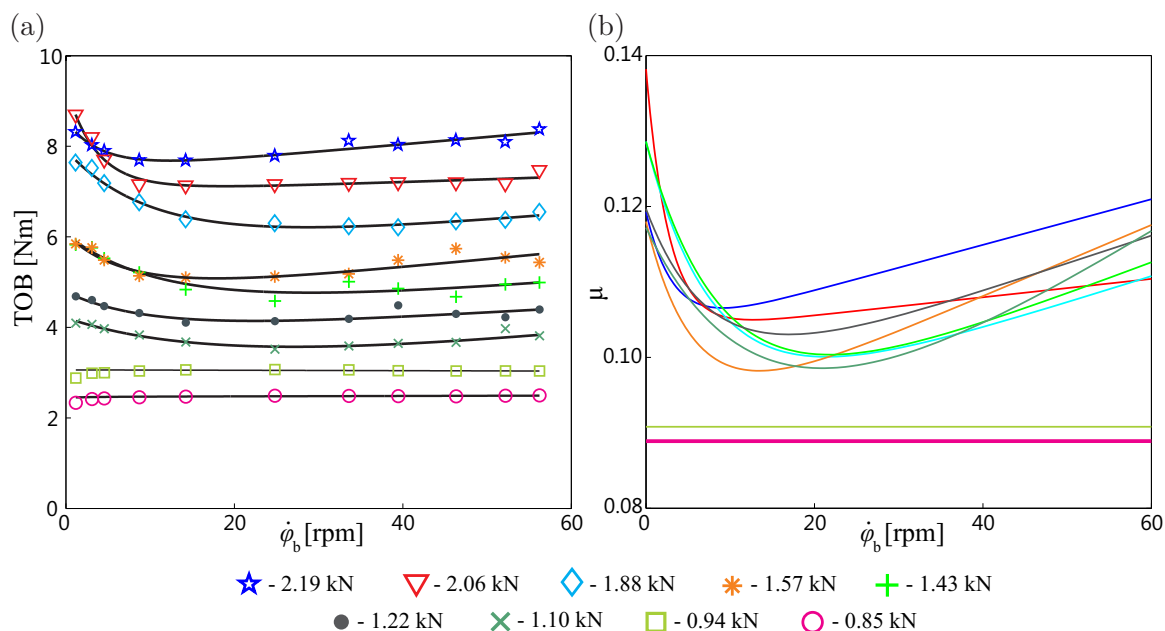 (a)
(b)
10
8
6
4
2
0
TOB [Nm]
0 20 40 60
φ̇b [rpm]
0.14
0.12
0.10
0.08
μ
0 20 40 60
φ̇b [rpm]
- 2.19 kN - 2.06 kN - 1.88 kN - 1.57 kN - 1.43 kN
- 1.22 kN - 1.10 kN - 0.94 kN - 0.85 kN